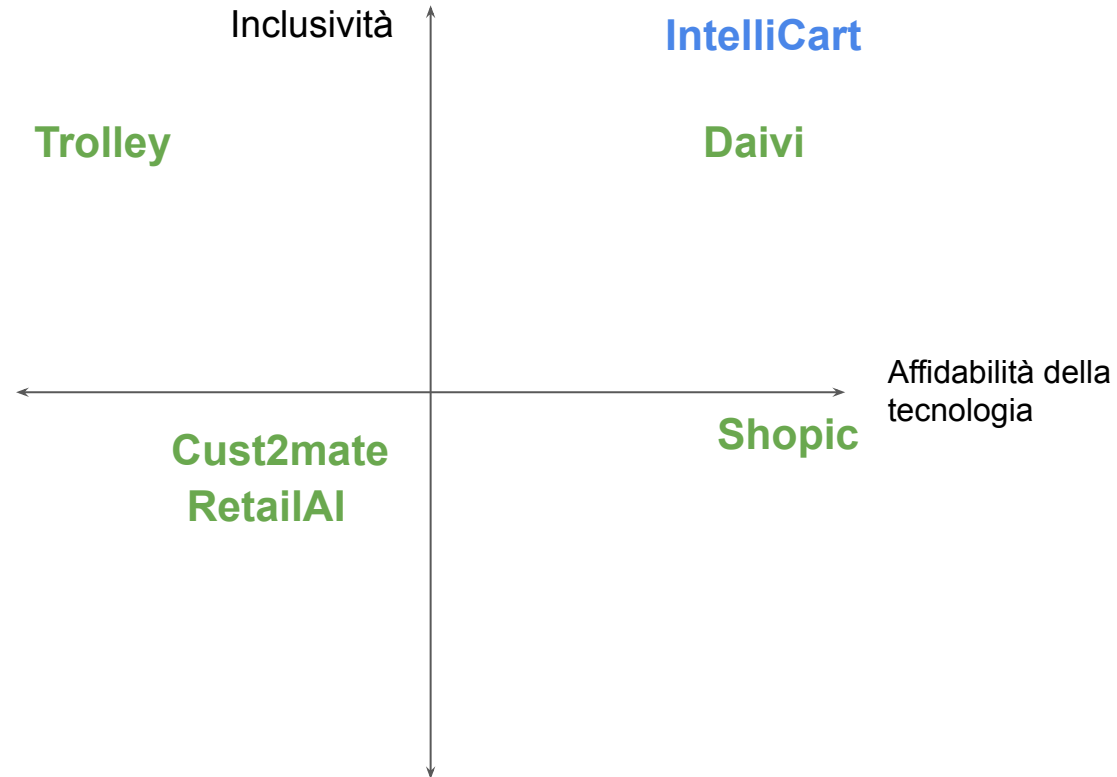 Inclusività
IntelliCart
Trolley
Daivi
Affidabilità della
tecnologia
Shopic
Cust2mate
RetailAI